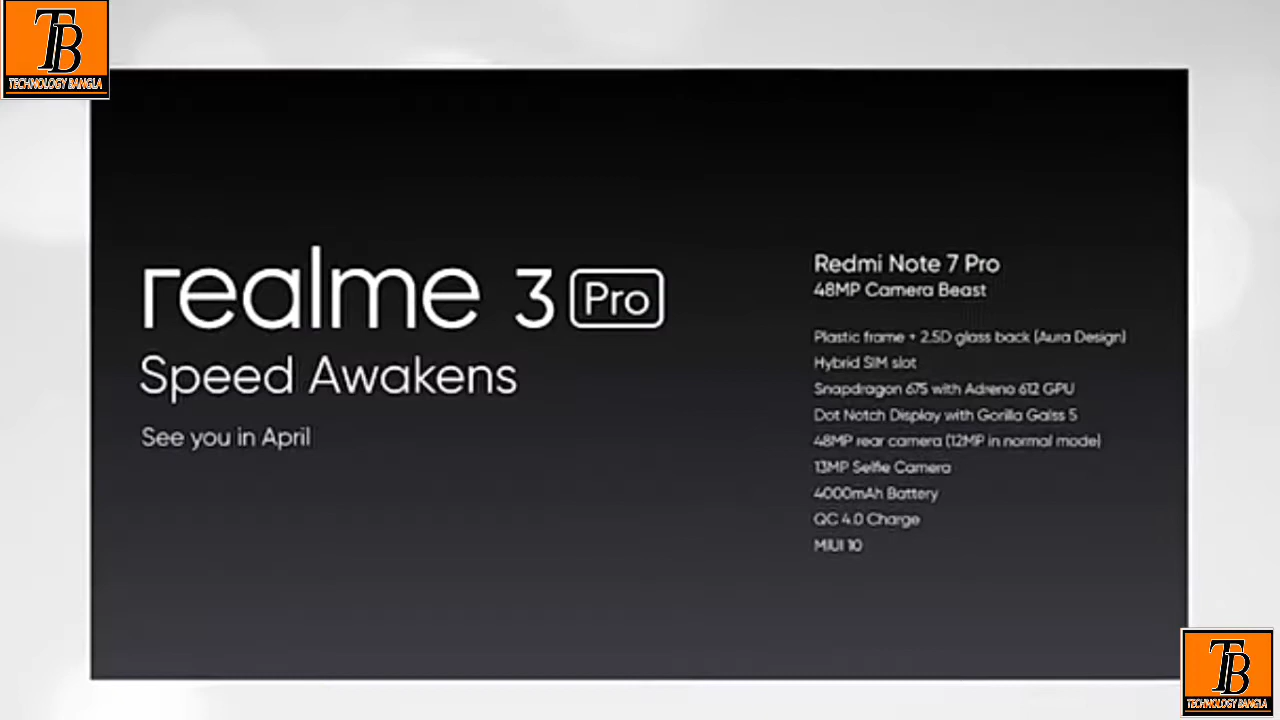 TB
TECHNOLOGY BANGLA
realme 3 Pro
Speed Awakens
See you in April
Redmi Note 7 Pro
48MP Camera Beast
Plastic frame + 2.5D glass back (Aura Design)
Hybrid SIM slot
Snapdragon 675 with Adreno 612 GPU
Dot Notch Display with Gorilla Galss 5
48MP rear camera (12MP in normal mode)
13MP Selfie Camera
4000mAh Battery
QC 4.0 Charge
MIUI 10
TB
TECHNOLOGY BANGLA